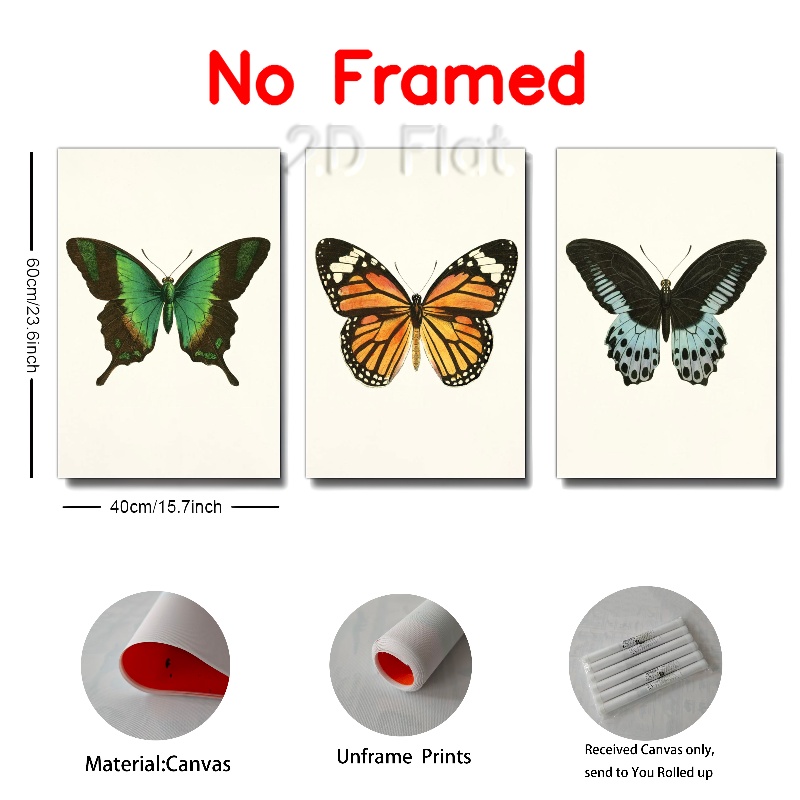 No Framed
2D Flat
60cm/23.6inch
40cm/15.7inch
Material:Canvas
Unframe Prints
Received Canvas only,
send to You Rolled up